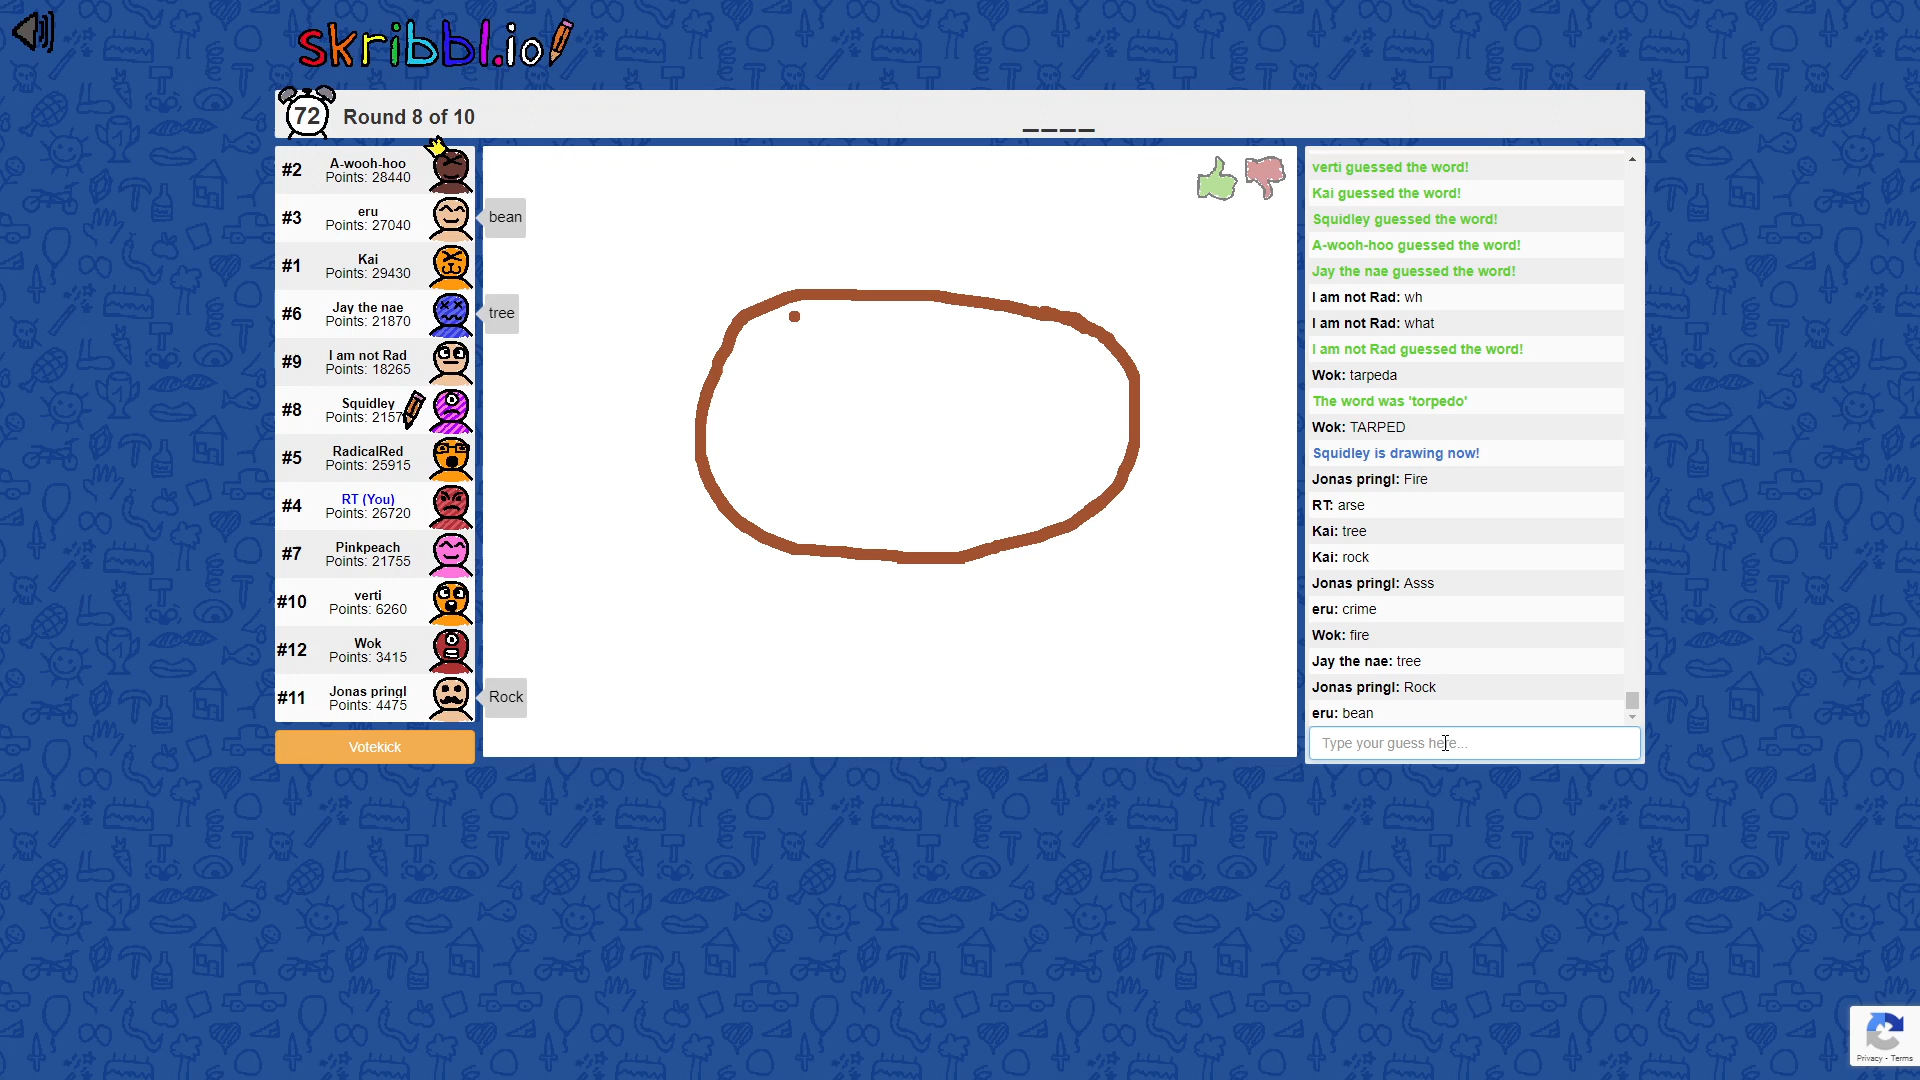 skribbl.io
72 Round 8 of 10
____
#2 A-wooh-hoo
Points: 28440
#3 eru
Points: 27040
bean
#1 Kai
Points: 29430
#6 Jay the nae
Points: 21870
tree
#9 I am not Rad
Points: 18265
#8 Squidley
Points: 2157
#5 RadicalRed
Points: 25915
#4 RT (You)
Points: 26720
#7 Pinkpeach
Points: 21755
#10 verti
Points: 6260
#12 Wok
Points: 3415
#11 Jonas pringl
Points: 4475
Rock
Votekick
verti guessed the word!
Kai guessed the word!
Squidley guessed the word!
A-wooh-hoo guessed the word!
Jay the nae guessed the word!
I am not Rad: wh
I am not Rad: what
I am not Rad guessed the word!
Wok: tarpeda
The word was 'torpedo'
Wok: TARPED
Squidley is drawing now!
Jonas pringl: Fire
RT: arse
Kai: tree
Kai: rock
Jonas pringl: Asss
eru: crime
Wok: fire
Jay the nae: tree
Jonas pringl: Rock
eru: bean
Type your guess here...
Privacy - Terms